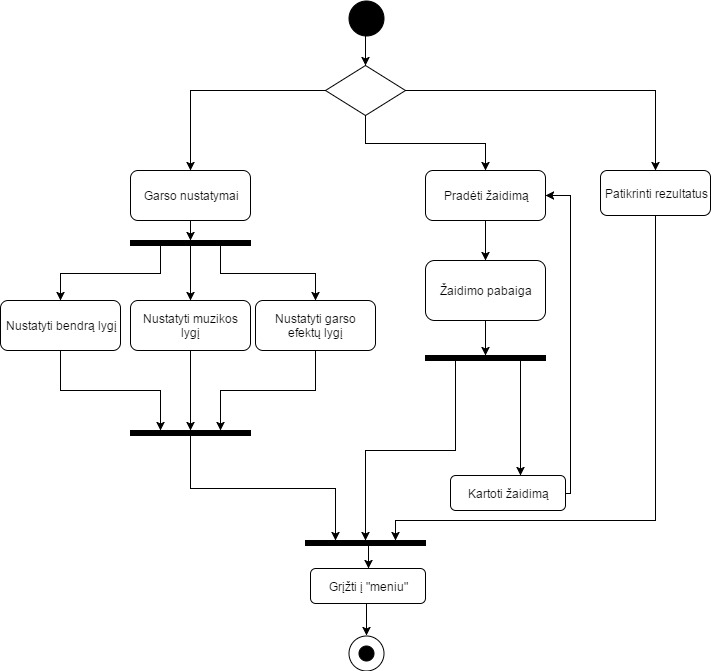 Garso nustatymai
Pradėti žaidimą
Patikrinti rezultatus
Nustatyti bendrą lygį
Nustatyti muzikos
lygį
Nustatyti garso
efektų lygį
Žaidimo pabaiga
Kartoti žaidimą
Grįžti į "meniu"